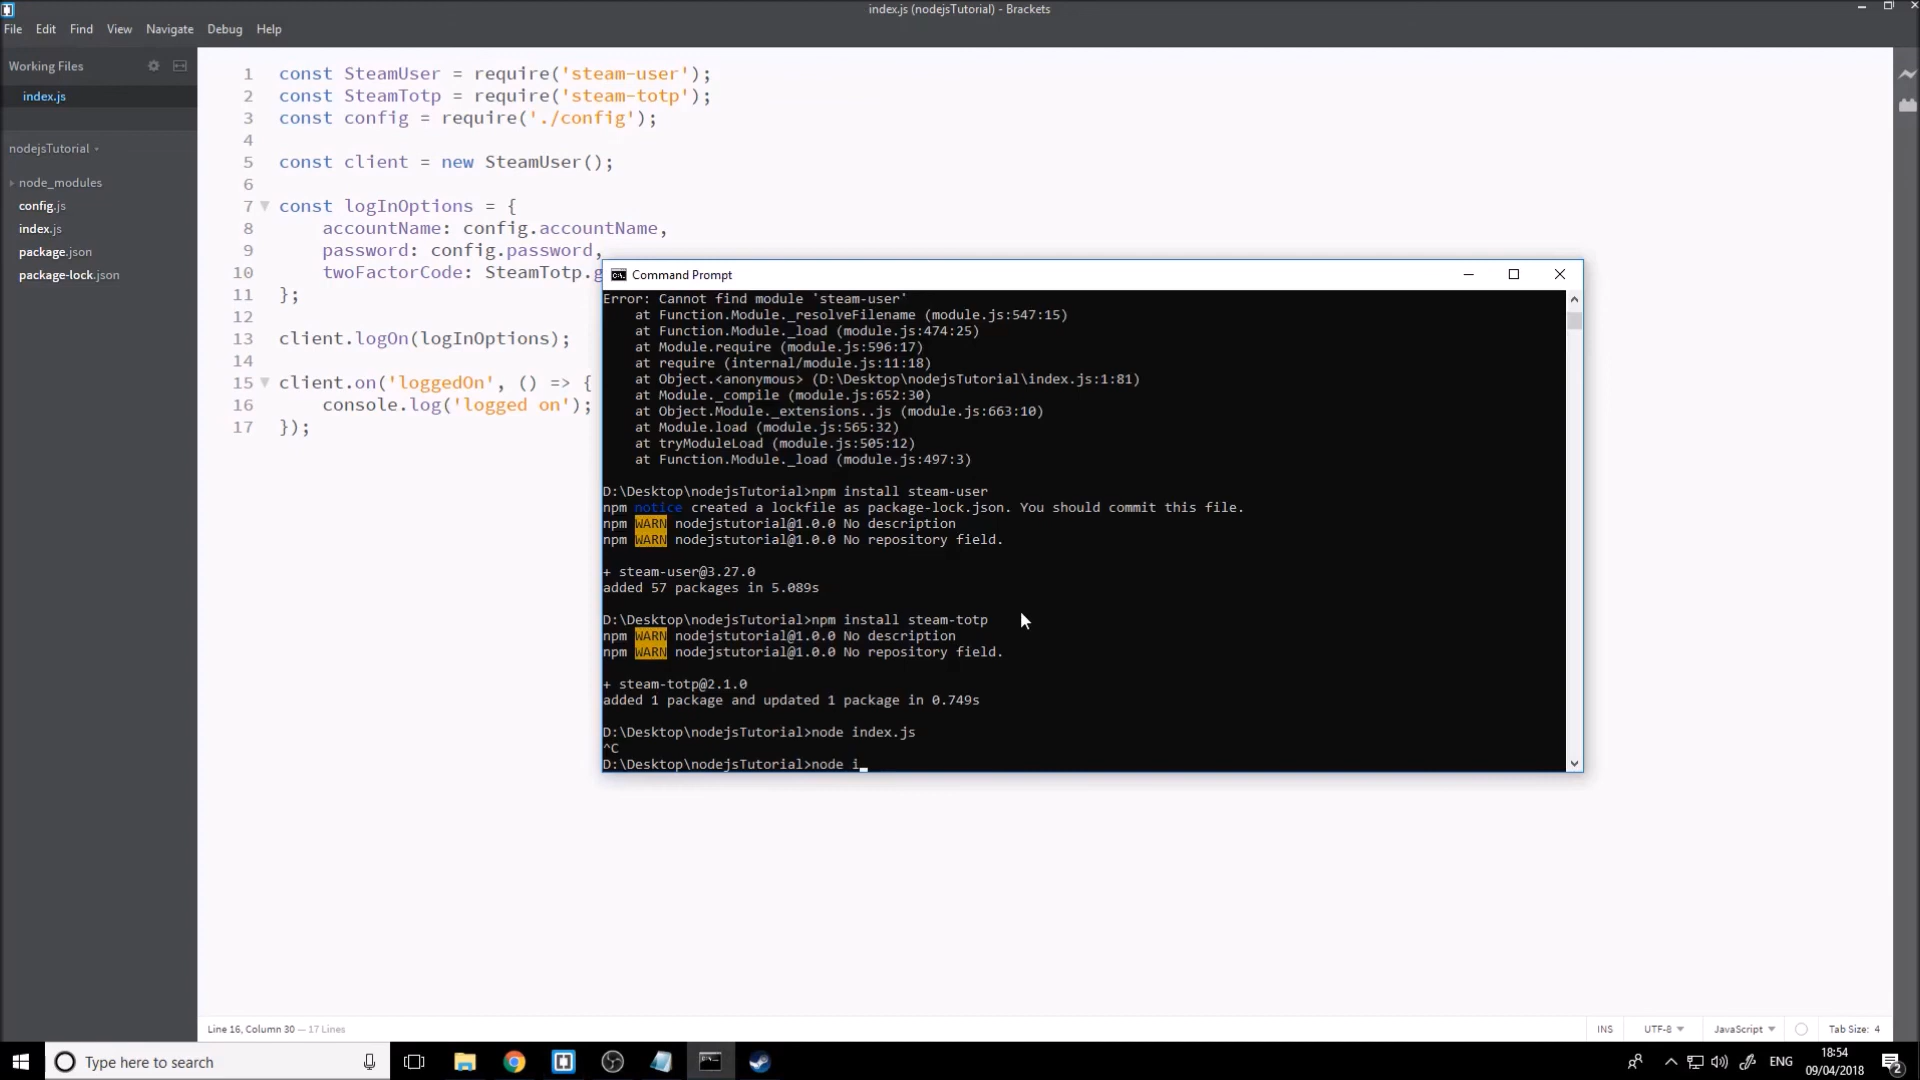 index.js (nodejsTutorial) - Brackets
File Edit Find View Navigate Debug Help
Working Files
index.js
nodejsTutorial
node_modules
config.js
index.js
package.json
package-lock.json
1 const SteamUser = require('steam-user');
2 const SteamTotp = require('steam-totp');
3 const config = require('./config');
4
5 const client = new SteamUser();
6
7 const logInOptions = {
8 accountName: config.accountName,
9 password: config.password,
10 twoFactorCode: SteamTotp.g
11 };
12
13 client.logOn(logInOptions);
14
15 client.on('loggedOn', () => {
16 console.log('logged on');
17 });
Command Prompt
Error: Cannot find module 'steam-user'
at Function.Module._resolveFilename (module.js:547:15)
at Function.Module._load (module.js:474:25)
at Module.require (module.js:596:17)
at require (internal/module.js:11:18)
at Object.<anonymous> (D:\Desktop\nodejsTutorial\index.js:1:81)
at Module._compile (module.js:652:30)
at Object.Module._extensions..js (module.js:663:10)
at Module.load (module.js:565:32)
at tryModuleLoad (module.js:505:12)
at Function.Module._load (module.js:497:3)
D:\Desktop\nodejsTutorial>npm install steam-user
npm notice created a lockfile as package-lock.json. You should commit this file.
npm WARN nodejstutorial@1.0.0 No description
npm WARN nodejstutorial@1.0.0 No repository field.
+ steam-user@3.27.0
added 57 packages in 5.089s
D:\Desktop\nodejsTutorial>npm install steam-totp
npm WARN nodejstutorial@1.0.0 No description
npm WARN nodejstutorial@1.0.0 No repository field.
+ steam-totp@2.1.0
added 1 package and updated 1 package in 0.749s
D:\Desktop\nodejsTutorial>node index.js
^C
D:\Desktop\nodejsTutorial>node i_
Line 16, Column 30 — 17 Lines
INS UTF-8 JavaScript Tab Size: 4
Type here to search
ENG
18:54
09/04/2018
2